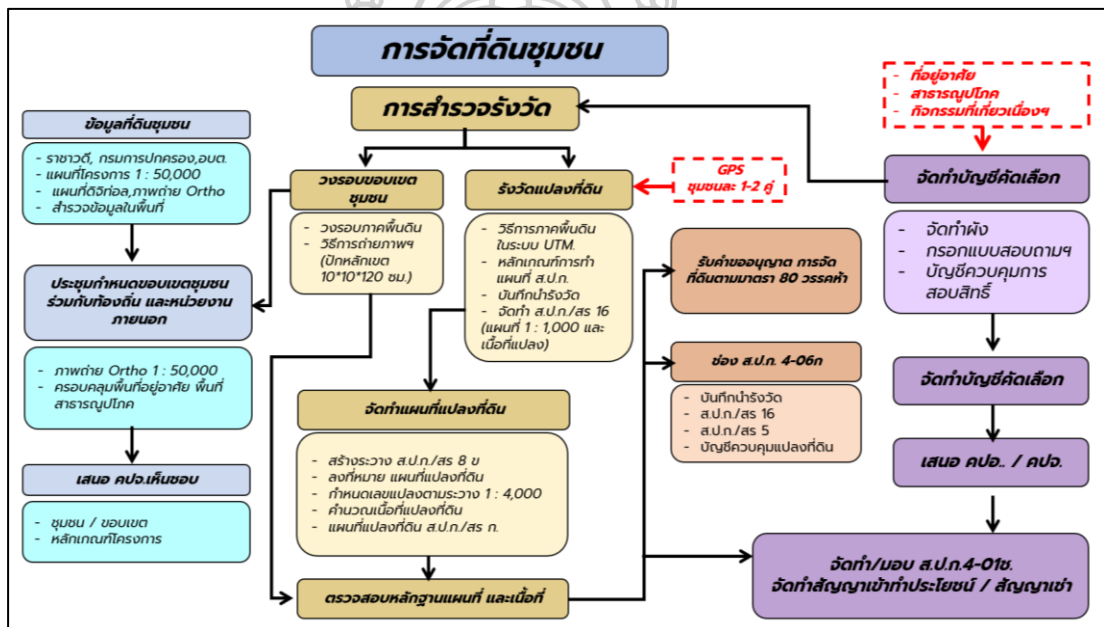 การจัดที่ดินชุมชน
การสำรวจรังวัด
ข้อมูลที่ดินชุมชน
- ราชาวดี, กรมการปกครอง,อบต.
- แผนที่โครงการ 1 : 50,000
- แผนที่ดิจิท่อล,ภาพถ่าย Ortho
- สำรวจข้อมูลในพื้นที่
ประชุมกำหนดขอบเขตชุมชน
ร่วมกับท้องถิ่น และหน่วยงาน
ภายนอก
- ภาพถ่าย Ortho 1 : 50,000
- ครอบคลุมพื้นที่อยู่อาศัย พื้นที่
สาธารณูปโภค
เสนอ คปจ.เห็นชอบ
- ชุมชน / ขอบเขต
- หลักเกณฑ์โครงการ
วงรอบขอบเขต
ชุมชน
- วงรอบภาคพื้นดิน
- วิธีการถ่ายภาพฯ
(ปักหลักเขต
10*10*120 ซม.)
รังวัดแปลงที่ดิน
- วิธีการภาคพื้นดิน
ในระบบ UTM.
- หลักเกณฑ์การทำ
แผนที่ ส.ป.ก.
- บันทึกนำรังวัด
- จัดทำ ส.ป.ก./สร 16
(แผนที่ 1 : 1,000 และ
เนื้อที่แปลง)
GPS
ชุมชนละ 1-2 คู่
จัดทำแผนที่แปลงที่ดิน
- สร้างระวาง ส.ป.ก./สร 8 ข
- ลงที่หมาย แผนที่แปลงที่ดิน
- กำหนดเลขแปลงตามระวาง 1 : 4,000
- คำนวณเนื้อที่แปลงที่ดิน
- แผนที่แปลงที่ดิน ส.ป.ก./สร ก.
ตรวจสอบหลักฐานแผนที่ และเนื้อที่
รับคำขออนุญาต การจัด
ที่ดินตามมาตรา 80 วรรคห้า
ช่อง ส.ป.ก. 4-06ก
- บันทึกนำรังวัด
- ส.ป.ก./สร 16
- ส.ป.ก./สร 5
- บัญชีควบคุมแปลงที่ดิน
- ที่อยู่อาศัย
- สาธารณูปโภค
- กิจกรรมที่เกี่ยวเนื่องฯ
จัดทำบัญชีคัดเลือก
- จัดทำผัง
- กรอกแบบสอบถามฯ
- บัญชีควบคุมการ
สอบสิทธิ์
จัดทำบัญชีคัดเลือก
เสนอ คปอ.. / คปจ.
จัดทำ/มอบ ส.ป.ก.4-01ช.
จัดทำสัญญาเข้าทำประโยชน์ / สัญญาเช่า